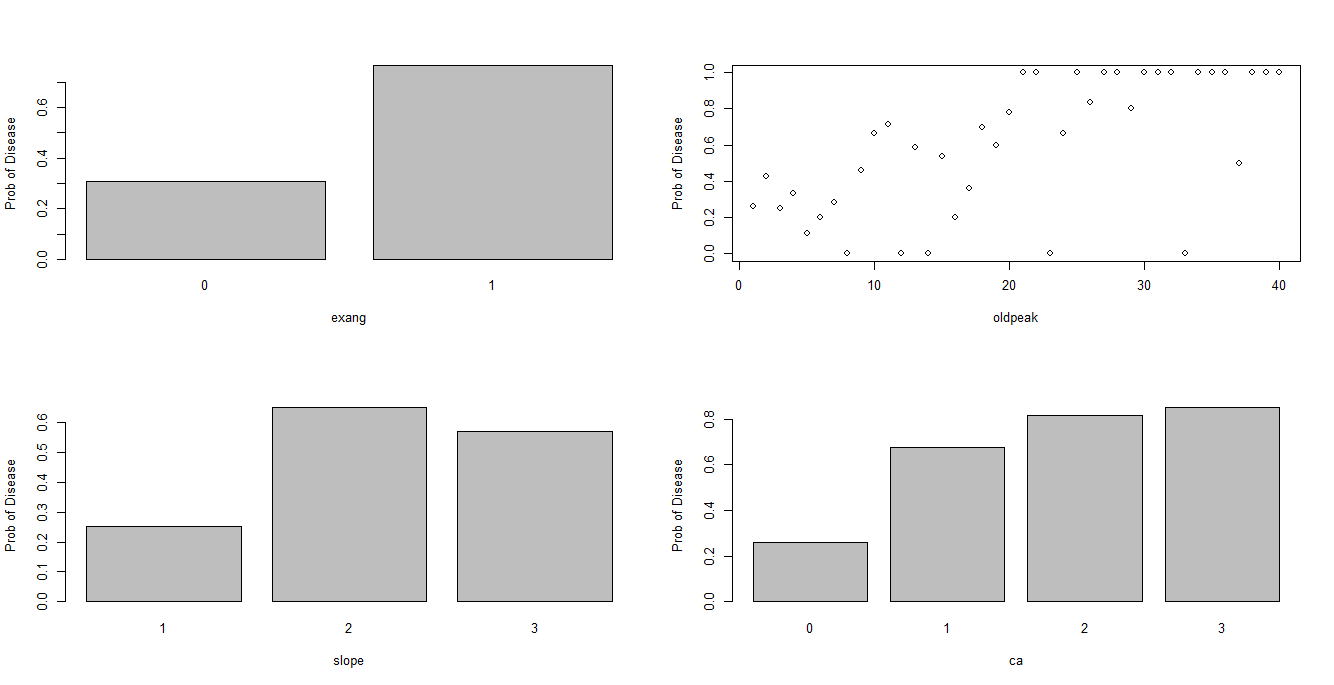 Prob of Disease
0.0 0.2 0.4 0.6
0 1
exang
Prob of Disease
0.0 0.2 0.4 0.6 0.8 1.0
0 10 20 30 40
oldpeak
Prob of Disease
0.0 0.1 0.2 0.3 0.4 0.5 0.6
1 2 3
slope
Prob of Disease
0.0 0.2 0.4 0.6 0.8
0 1 2 3
ca